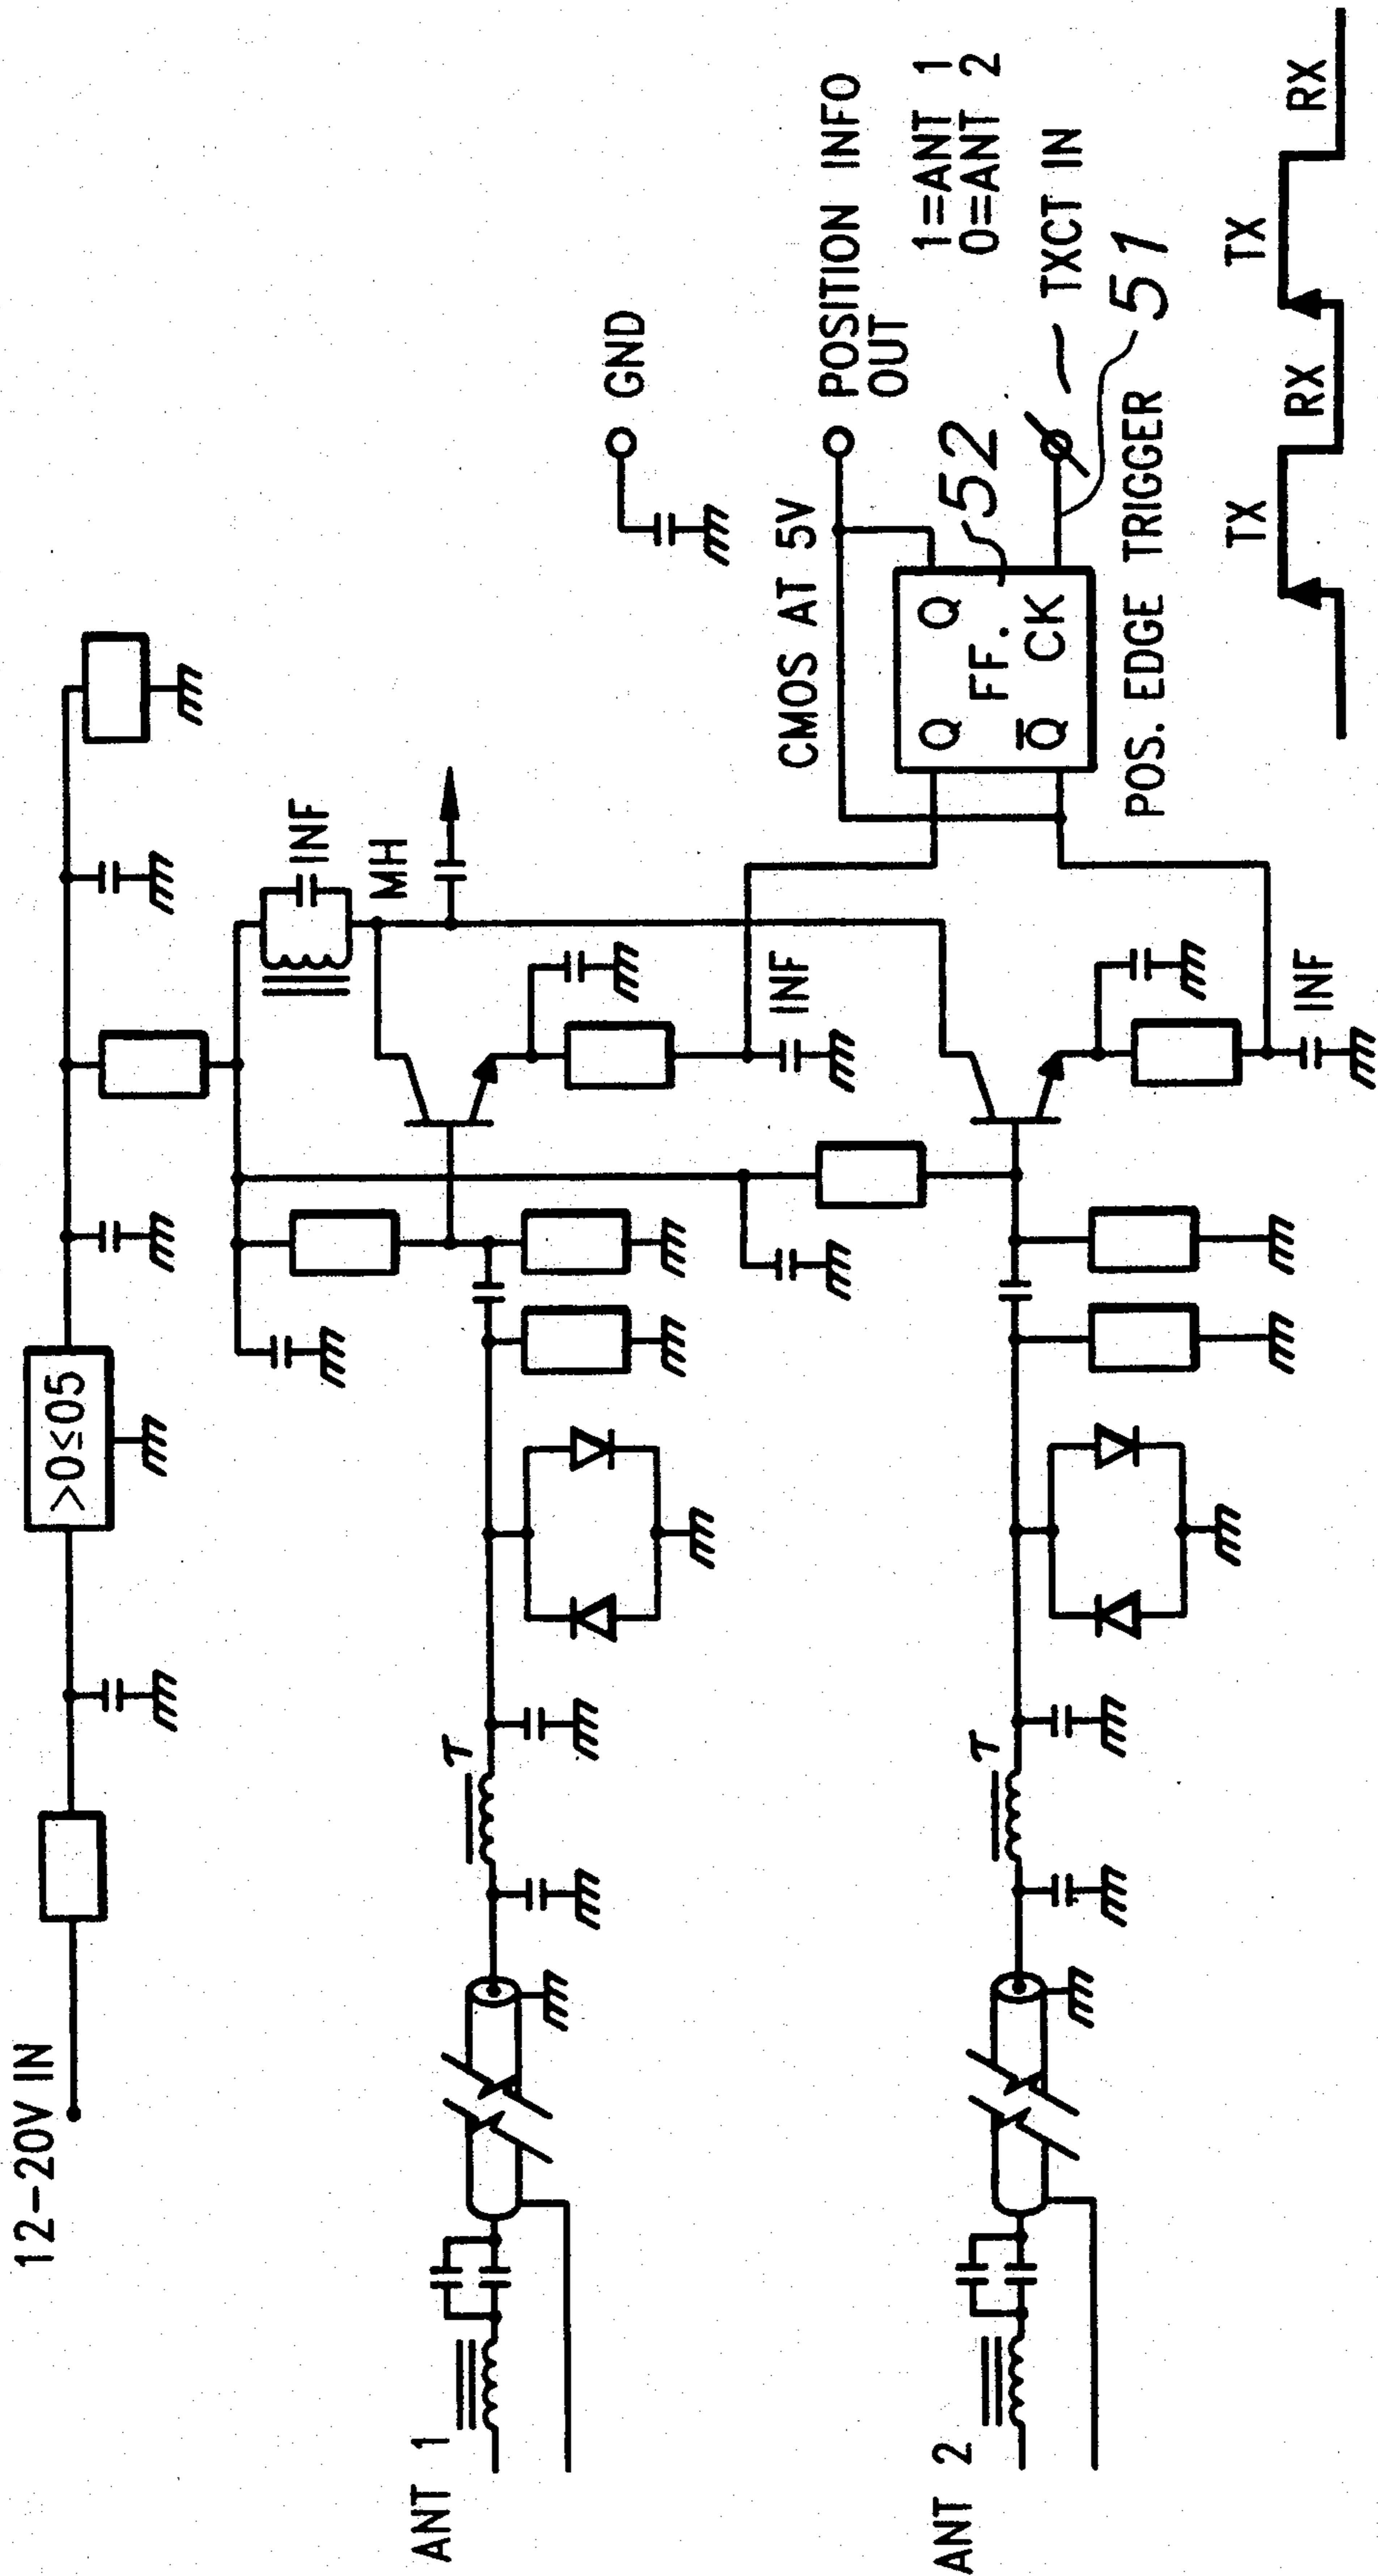 12-20V IN
>0≤05
INF
MH
GND
CMOS AT 5V
POSITION INFO
OUT
1=ANT 1
0=ANT 2
52
Q Q
FF.
Q̅ CK
TXCT IN
51
POS. EDGE TRIGGER
INF
INF
T
T
ANT 1
ANT 2
TX
RX
TX
RX